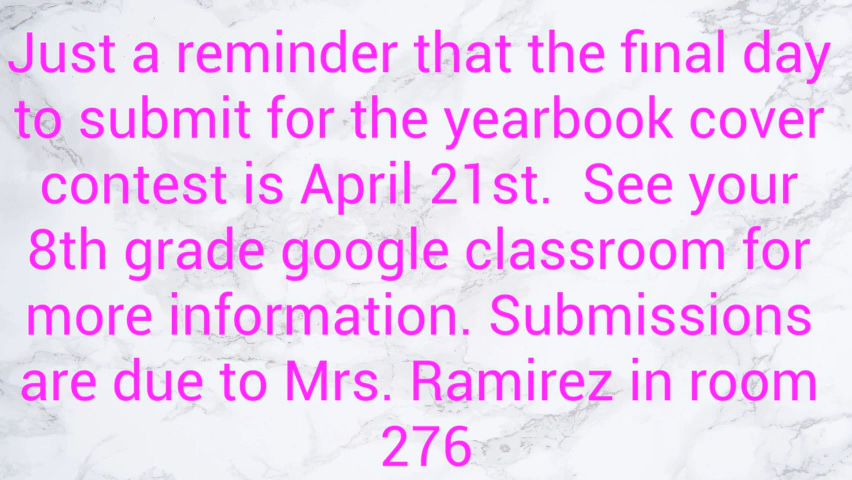 Just a reminder that the final day
to submit for the yearbook cover
contest is April 21st.  See your
8th grade google classroom for
more information. Submissions
are due to Mrs. Ramirez in room
276